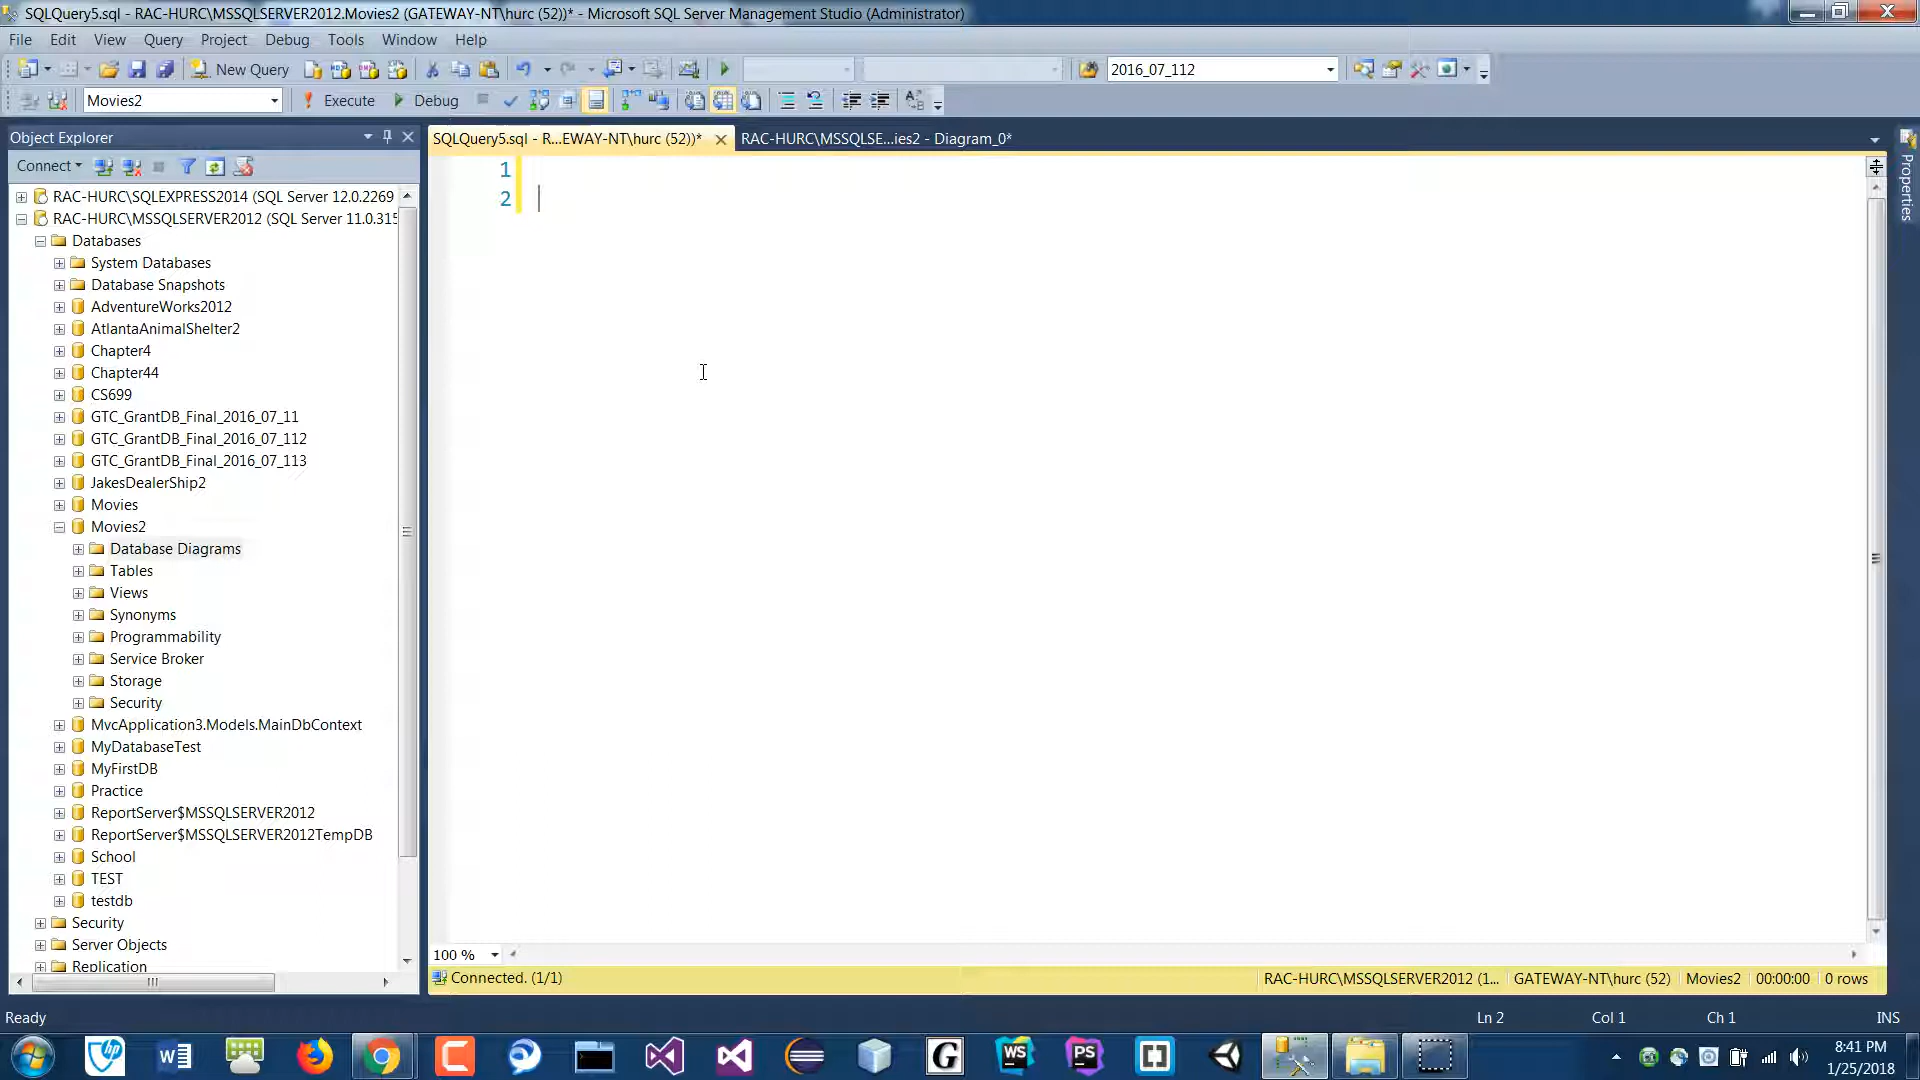 SQLQuery5.sql - RAC-HURC\MSSQLSERVER2012.Movies2 (GATEWAY-NT\hurc (52))* - Microsoft SQL Server Management Studio (Administrator)
File Edit View Query Project Debug Tools Window Help
New Query 2016_07_112
Movies2 Execute Debug
Object Explorer
SQLQuery5.sql - R...EWAY-NT\hurc (52))* RAC-HURC\MSSQLSE...ies2 - Diagram_0*
Properties
Connect
1
2
RAC-HURC\SQLEXPRESS2014 (SQL Server 12.0.2269
RAC-HURC\MSSQLSERVER2012 (SQL Server 11.0.315
Databases
System Databases
Database Snapshots
AdventureWorks2012
AtlantaAnimalShelter2
Chapter4
Chapter44
CS699
GTC_GrantDB_Final_2016_07_11
GTC_GrantDB_Final_2016_07_112
GTC_GrantDB_Final_2016_07_113
JakesDealerShip2
Movies
Movies2
Database Diagrams
Tables
Views
Synonyms
Programmability
Service Broker
Storage
Security
MvcApplication3.Models.MainDbContext
MyDatabaseTest
MyFirstDB
Practice
ReportServer$MSSQLSERVER2012
ReportServer$MSSQLSERVER2012TempDB
School
TEST
testdb
Security
Server Objects
Replication
100 %
Connected. (1/1) RAC-HURC\MSSQLSERVER2012 (1... GATEWAY-NT\hurc (52) Movies2 00:00:00 0 rows
Ready Ln 2 Col 1 Ch 1 INS
hp W C G WS PS
8:41 PM
1/25/2018